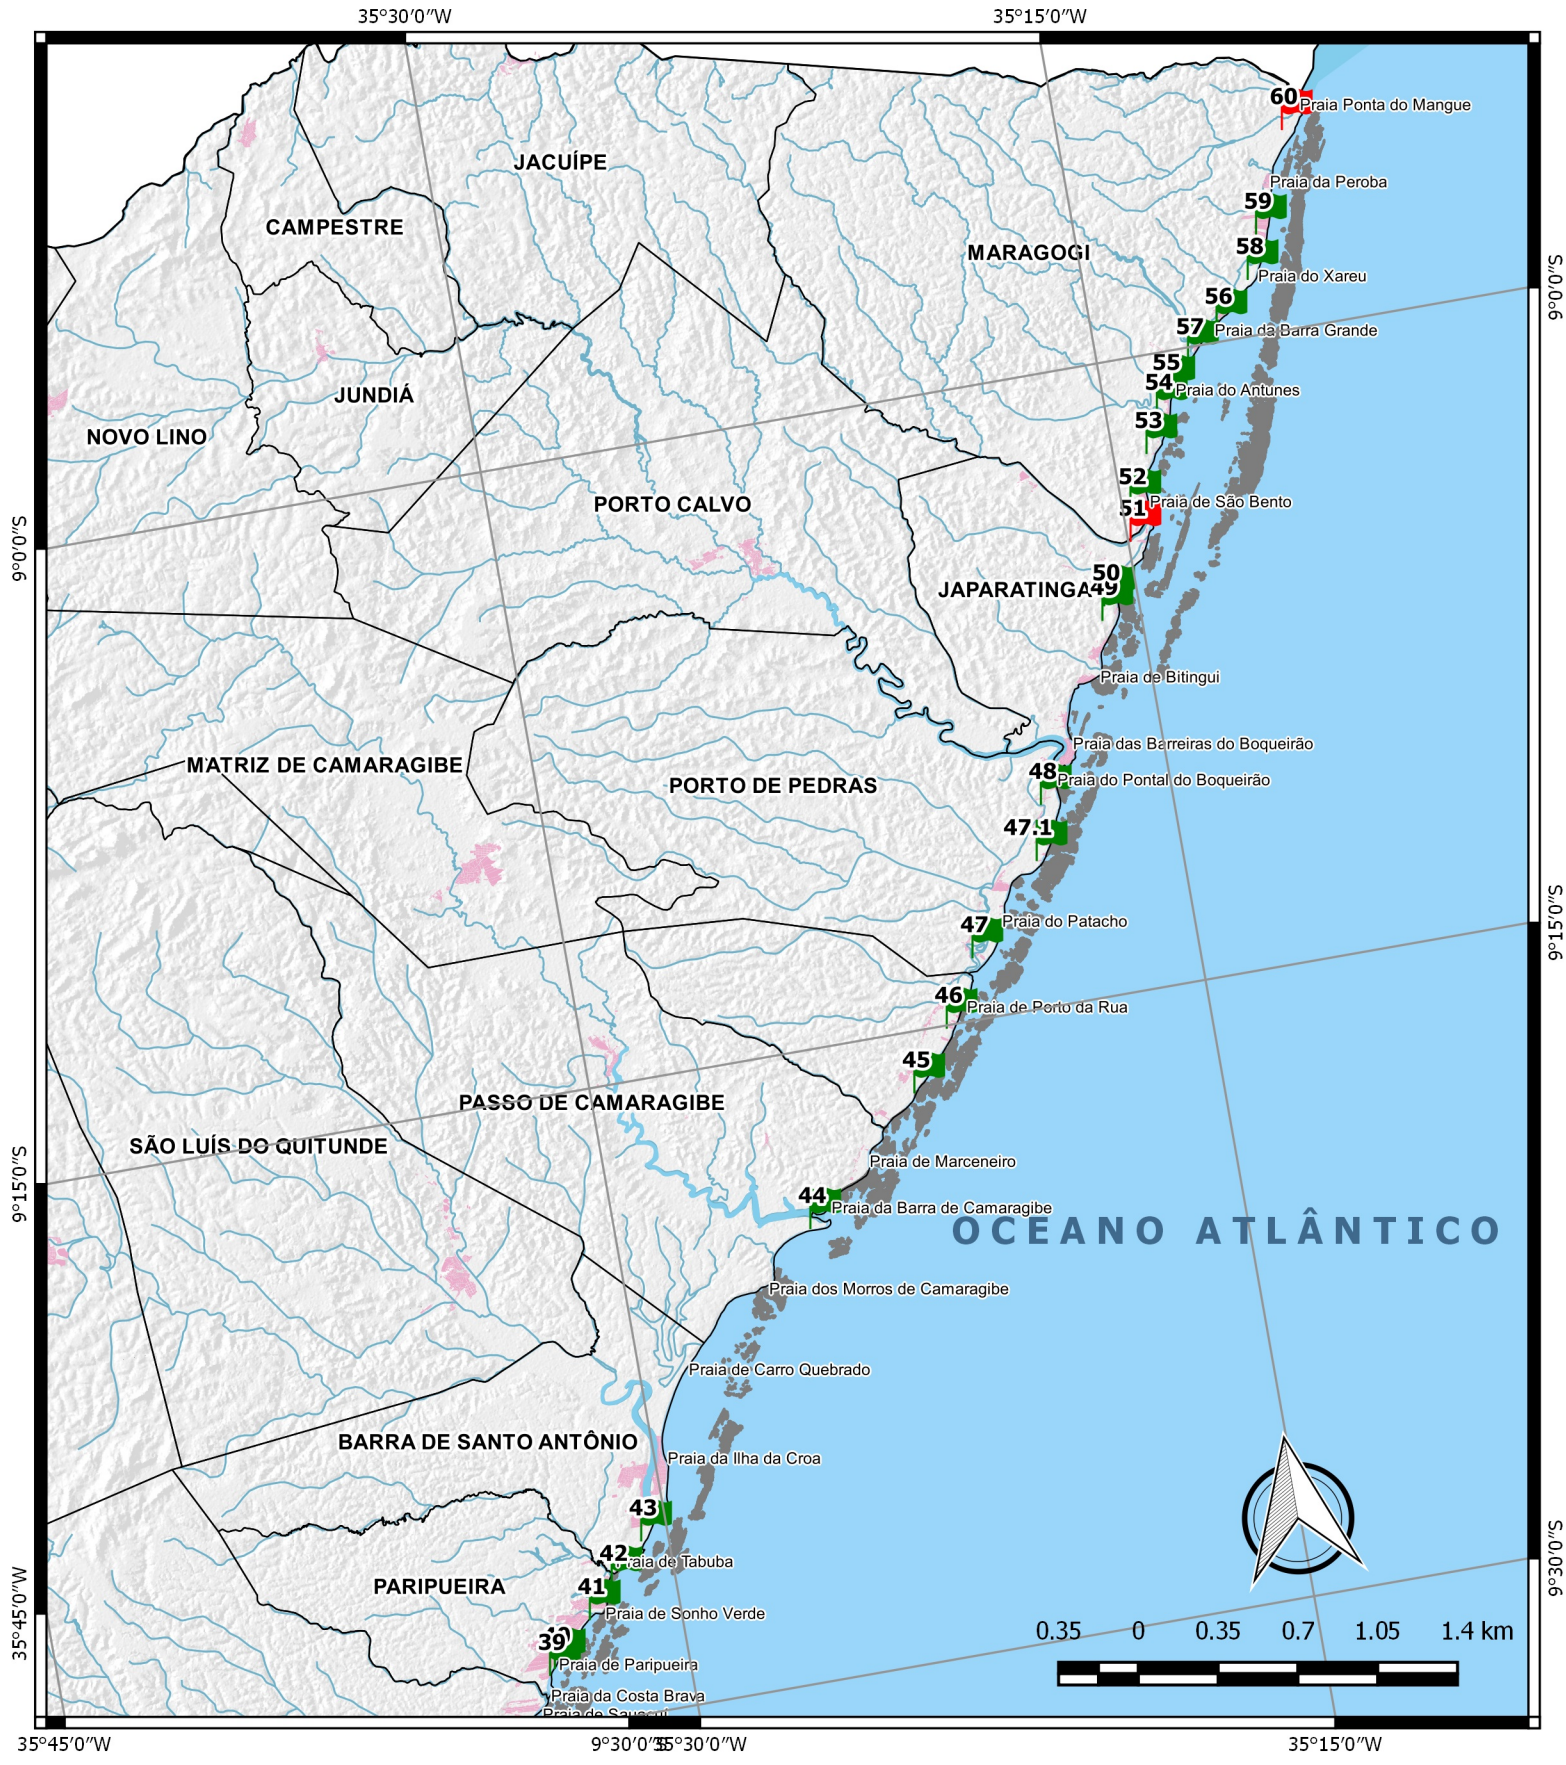 35°30′0″W
35°15′0″W
60
Praia Ponta do Mangue
JACUÍPE
Praia da Peroba
59
CAMPESTRE
58
MARAGOGI
Praia do Xareu
9°0′0″S
56
57
Praia da Barra Grande
55
54
Praia do Antunes
JUNDIÁ
53
NOVO LINO
52
PORTO CALVO
Praia de São Bento
51
9°0′0″S
50
JAPARATINGA
49
Praia de Bitingui
Praia das Barreiras do Boqueirão
MATRIZ DE CAMARAGIBE
48
Praia do Pontal do Boqueirão
PORTO DE PEDRAS
47.1
47
Praia do Patacho
9°15′0″S
46
Praia de Porto da Rua
45
PASSO DE CAMARAGIBE
SÃO LUÍS DO QUITUNDE
Praia de Marceneiro
9°15′0″S
44
Praia da Barra de Camaragibe
OCEANO ATLÂNTICO
Praia dos Morros de Camaragibe
Praia de Carro Quebrado
BARRA DE SANTO ANTÔNIO
Praia da Ilha da Croa
43
42
Praia de Tabuba
9°30′0″S
PARIPUEIRA
41
Praia de Sonho Verde
35°45′0″W
40
39
0.35 0 0.35 0.7 1.05 1.4 km
Praia de Paripueira
Praia da Costa Brava
35°45′0″W
9°30′0″S
35°30′0″W
35°15′0″W